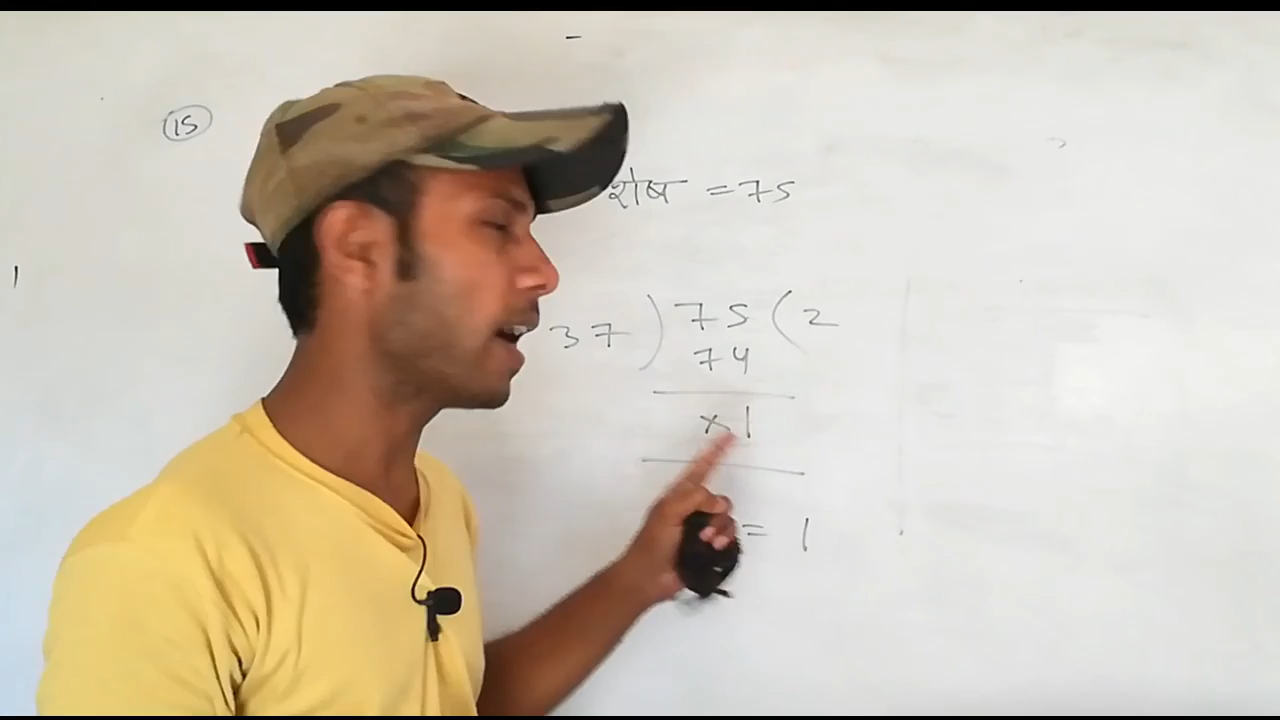 15
शेष = 75
37 ) 75 ( 2
74
× 1
= 1